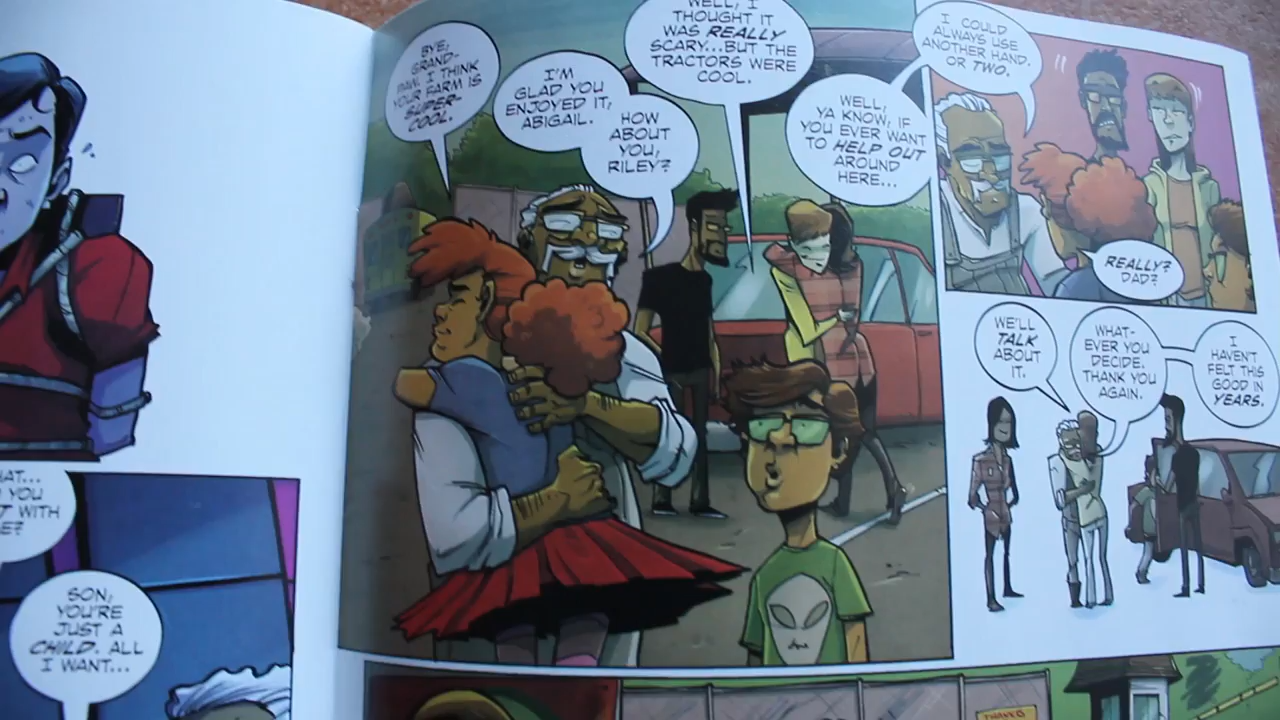 YOU
WITH
SON,
YOU'RE
JUST A
CHILD. ALL
I WANT...
BYE,
GRAND-
PAW. I THINK
YOUR FARM IS
SUPER-
COOL.
I'M
GLAD YOU
ENJOYED IT,
ABIGAIL.
HOW
ABOUT
YOU,
RILEY?
WELL, I
THOUGHT IT
WAS REALLY
SCARY...BUT THE
TRACTORS WERE
COOL.
WELL,
YA KNOW, IF
YOU EVER WANT
TO HELP OUT
AROUND
HERE...
I COULD
ALWAYS USE
ANOTHER HAND.
OR TWO.
REALLY?
DAD?
WE'LL
TALK
ABOUT
IT.
WHAT-
EVER YOU
DECIDE.
THANK YOU
AGAIN.
I
HAVEN'T
FELT THIS
GOOD IN
YEARS.
THANKS